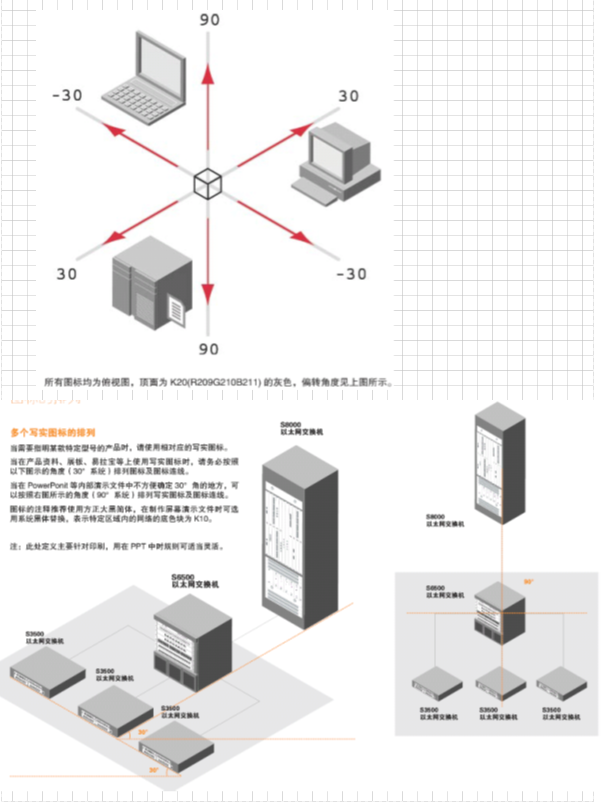 90
-30
30
30
-30
90
所有图标均为俯视图，顶面为 K20(R209G210B211) 的灰色，偏转角度见上图所示。
多个写实图标的排列
当需要指明某款特定型号的产品时，请使用相对应的写实图标。
当在产品资料、展板、易拉宝等上使用写实图标时，请务必按照
以下图示的角度（30°系统）排列图标及图标连线。
当在 PowerPonit 等内部演示文件中不方便确定 30°角的地方，可
以按照右图所示的角度（90°系统）排列写实图标及图标连线。
图标的注释推荐使用方正大黑简体，在制作屏幕演示文件时可选
用系统黑体替换，表示特定区域内的网络的底色块为 K10。
注：此处定义主要针对印刷，用在 PPT 中时规则可适当灵活。
S8000
以太网交换机
S6500
以太网交换机
S3500
以太网交换机
S3500
以太网交换机
S3500
以太网交换机
30°
30°
S8000
以太网交换机
S6500
以太网交换机
90°
S3500
以太网交换机
S3500
以太网交换机
S3500
以太网交换机